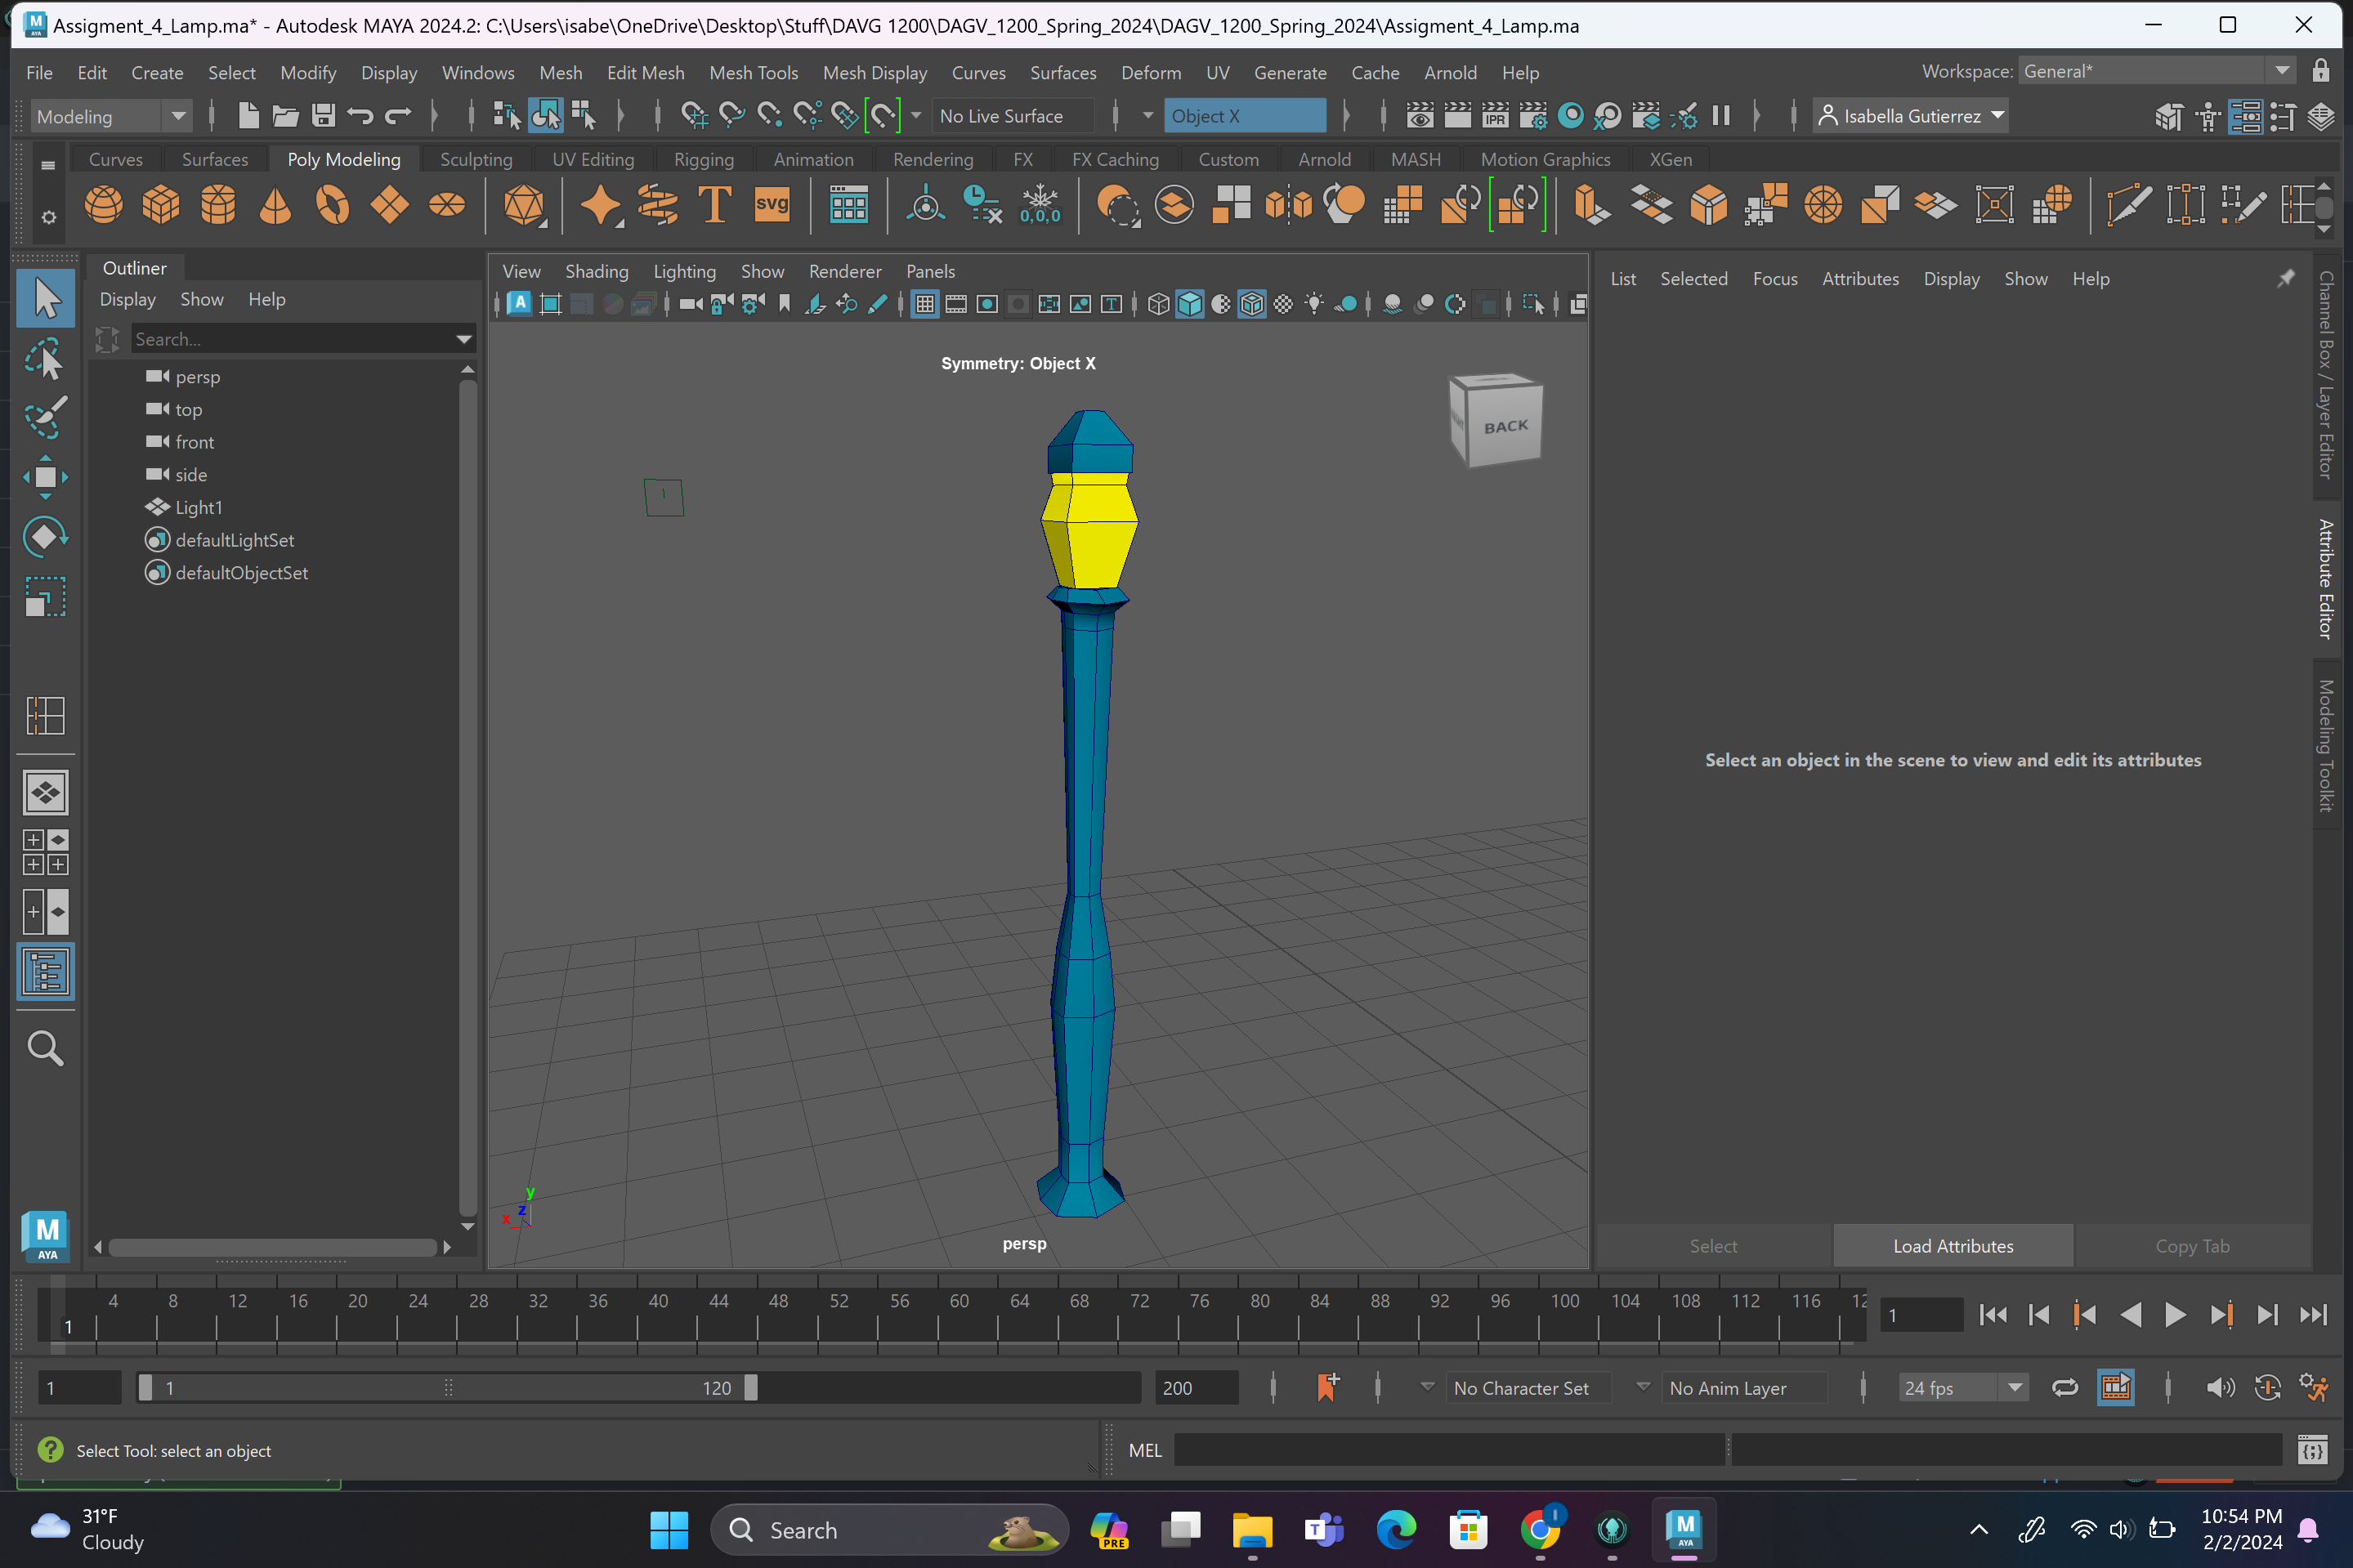 Assigment_4_Lamp.ma* - Autodesk MAYA 2024.2: C:\Users\isabe\OneDrive\Desktop\Stuff\DAVG 1200\DAGV_1200_Spring_2024\DAGV_1200_Spring_2024\Assigment_4_Lamp.ma
File Edit Create Select Modify Display Windows Mesh Edit Mesh Mesh Tools Mesh Display Curves Surfaces Deform UV Generate Cache Arnold Help Workspace: General*
Modeling No Live Surface Object X IPR Isabella Gutierrez
Curves Surfaces Poly Modeling Sculpting UV Editing Rigging Animation Rendering FX FX Caching Custom Arnold MASH Motion Graphics XGen
T svg 0,0,0
Outliner
Display Show Help
Search...
persp
top
front
side
Light1
defaultLightSet
defaultObjectSet
View Shading Lighting Show Renderer Panels
Symmetry: Object X
BACK
1
y
z
x
persp
List Selected Focus Attributes Display Show Help
Select an object in the scene to view and edit its attributes
Select Load Attributes Copy Tab
Channel Box / Layer Editor
Attribute Editor
Modeling Toolkit
M
AYA
4 8 12 16 20 24 28 32 36 40 44 48 52 56 60 64 68 72 76 80 84 88 92 96 100 104 108 112 116 12
1
1
1 1 120 200 No Character Set No Anim Layer 24 fps
Select Tool: select an object MEL
31°F
Cloudy
Search
PRE
M
AYA
10:54 PM
2/2/2024